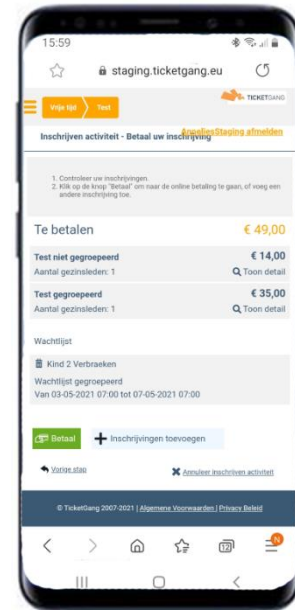 15:59
staging.ticketgang.eu
Vrije tijd
Test
TICKETGANG
AnneliesStaging afmelden
Inschrijven activiteit - Betaal uw inschrijving
1. Controleer uw inschrijvingen.
2. Klik op de knop "Betaal" om naar de online betaling te gaan, of voeg een
andere inschrijving toe.
Te betalen € 49,00
Test niet gegroepeerd € 14,00
Aantal gezinsleden: 1 Toon detail
Test gegroepeerd € 35,00
Aantal gezinsleden: 1 Toon detail
Wachtlijst
Kind 2 Verbraeken
Wachtlijst gegroepeerd
Van 03-05-2021 07:00 tot 07-05-2021 07:00
Betaal
Inschrijvingen toevoegen
Vorige stap
Annuleer inschrijven activiteit
© TicketGang 2007-2021 | Algemene Voorwaarden | Privacy Beleid
12
N